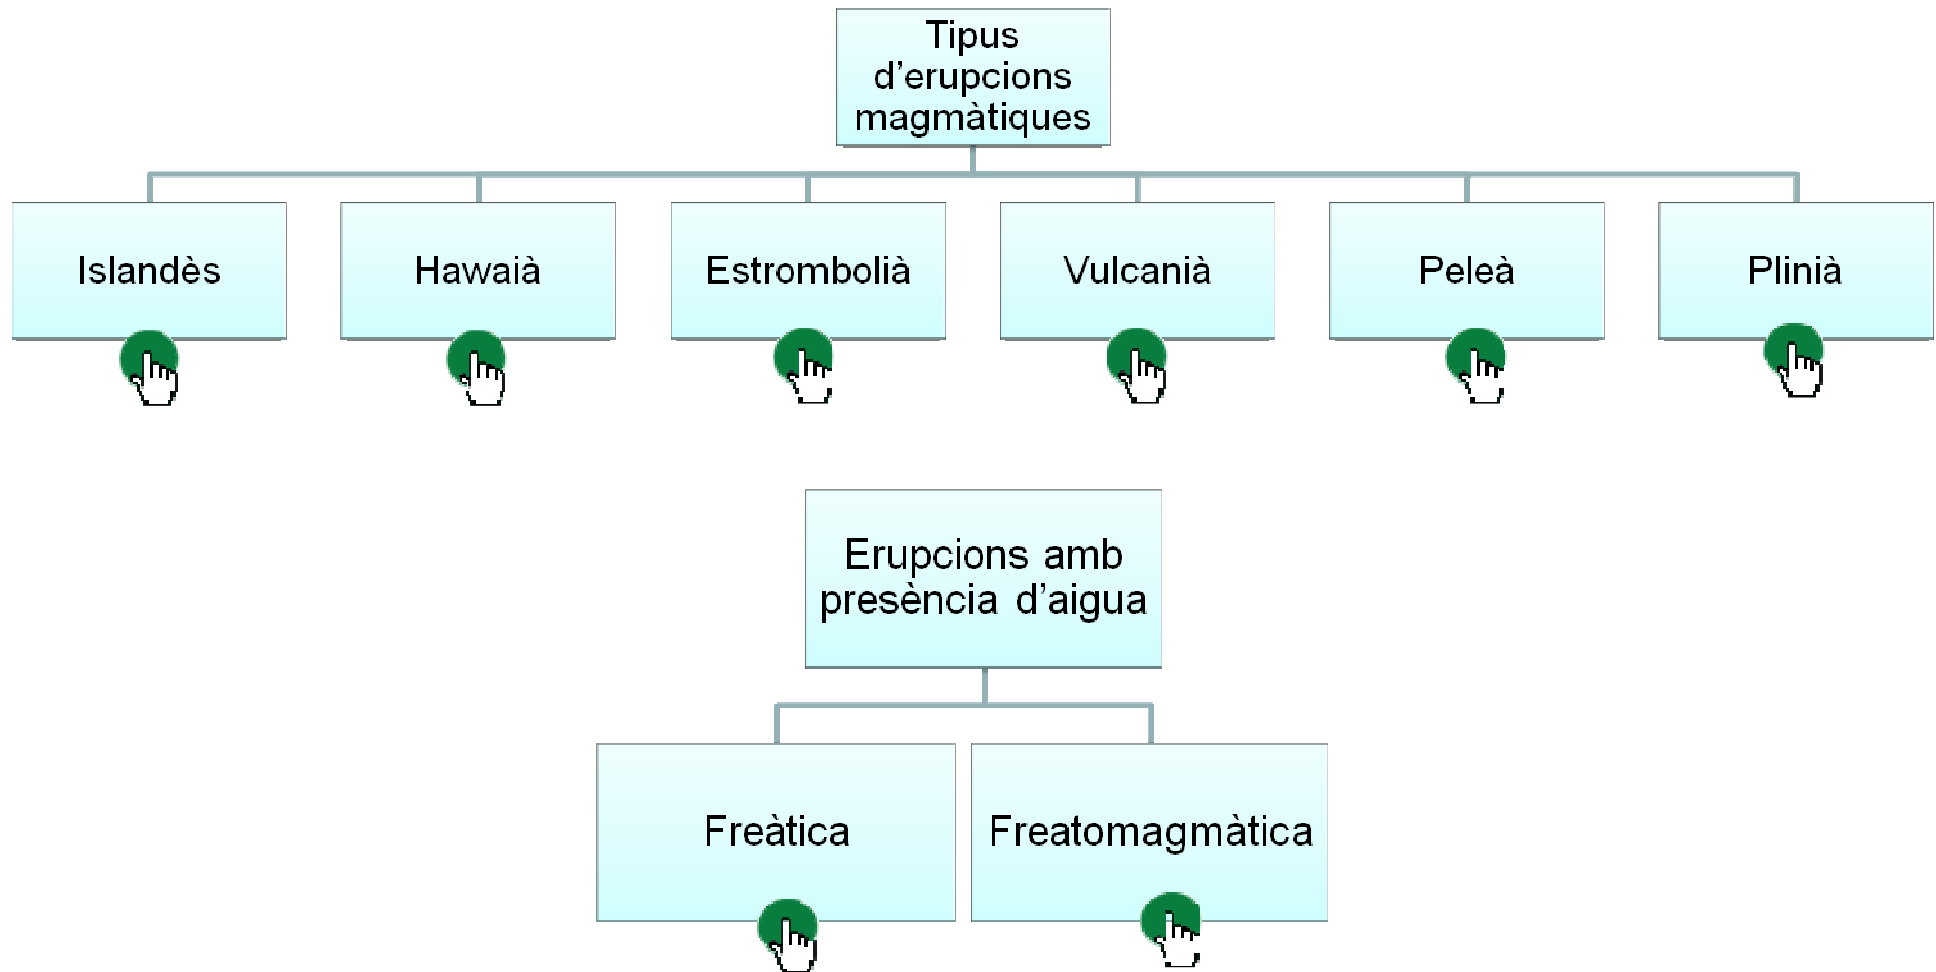 Tipus
d’erupcions
magmàtiques
Islandès
Hawaià
Estrombolià
Vulcanià
Peleà
Plinià
Erupcions amb
presència d’aigua
Freàtica
Freatomagmàtica